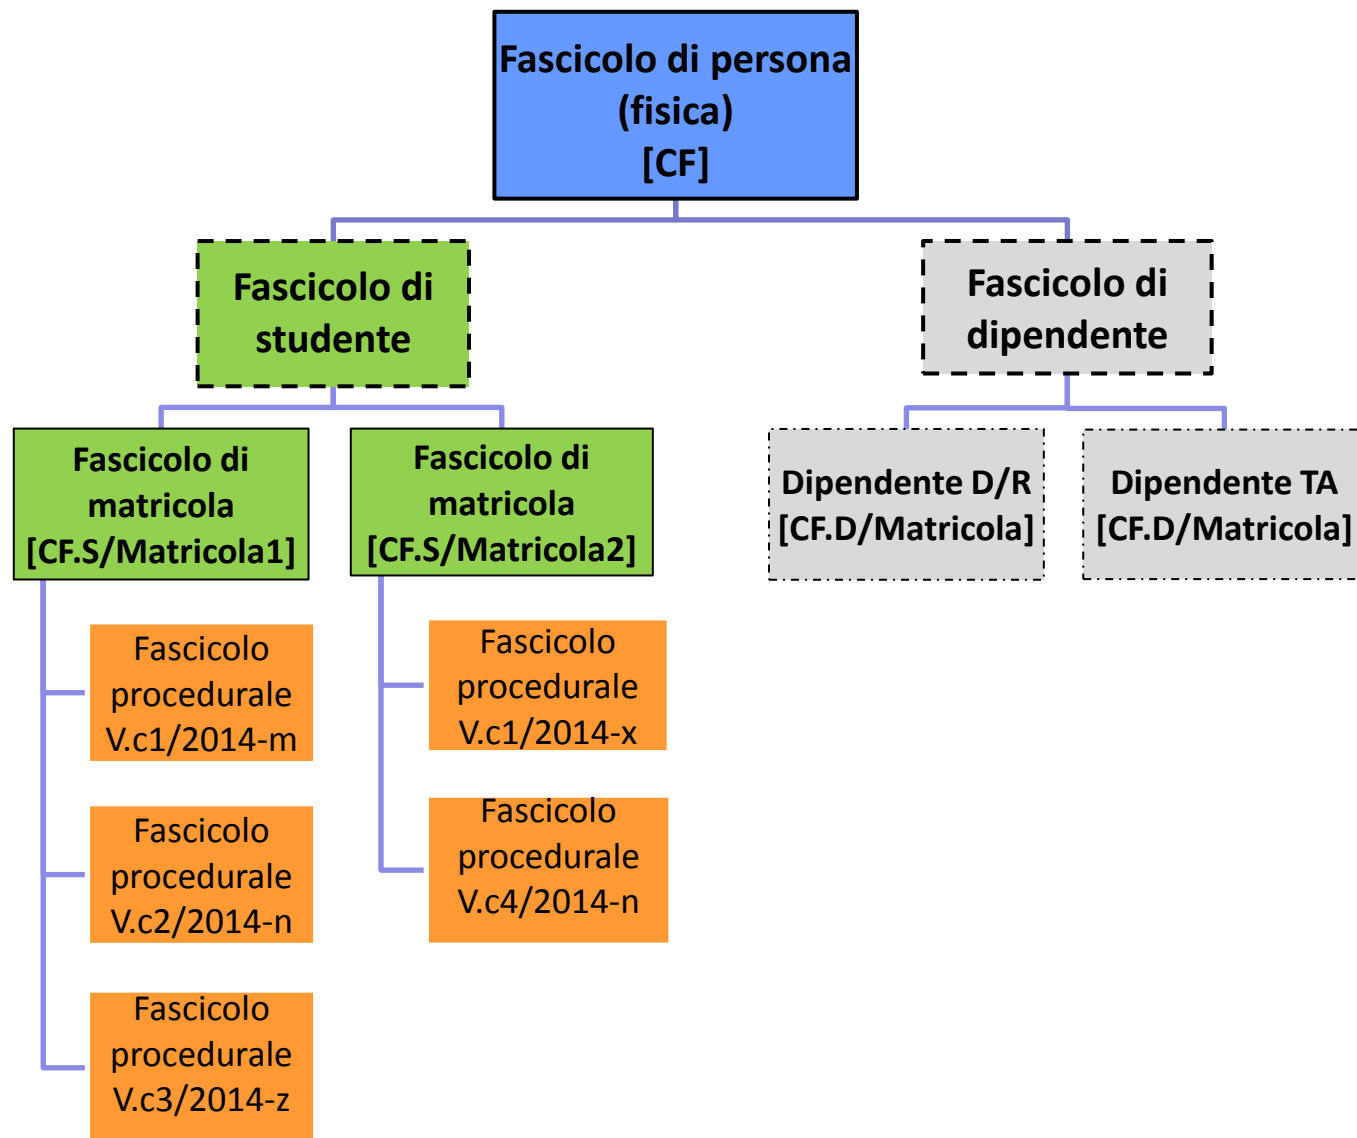 Fascicolo di persona
(fisica)
[CF]
Fascicolo di
studente
Fascicolo di
dipendente
Fascicolo di
matricola
[CF.S/Matricola1]
Fascicolo di
matricola
[CF.S/Matricola2]
Dipendente D/R
[CF.D/Matricola]
Dipendente TA
[CF.D/Matricola]
Fascicolo
procedurale
V.c1/2014-m
Fascicolo
procedurale
V.c2/2014-n
Fascicolo
procedurale
V.c3/2014-z
Fascicolo
procedurale
V.c1/2014-x
Fascicolo
procedurale
V.c4/2014-n